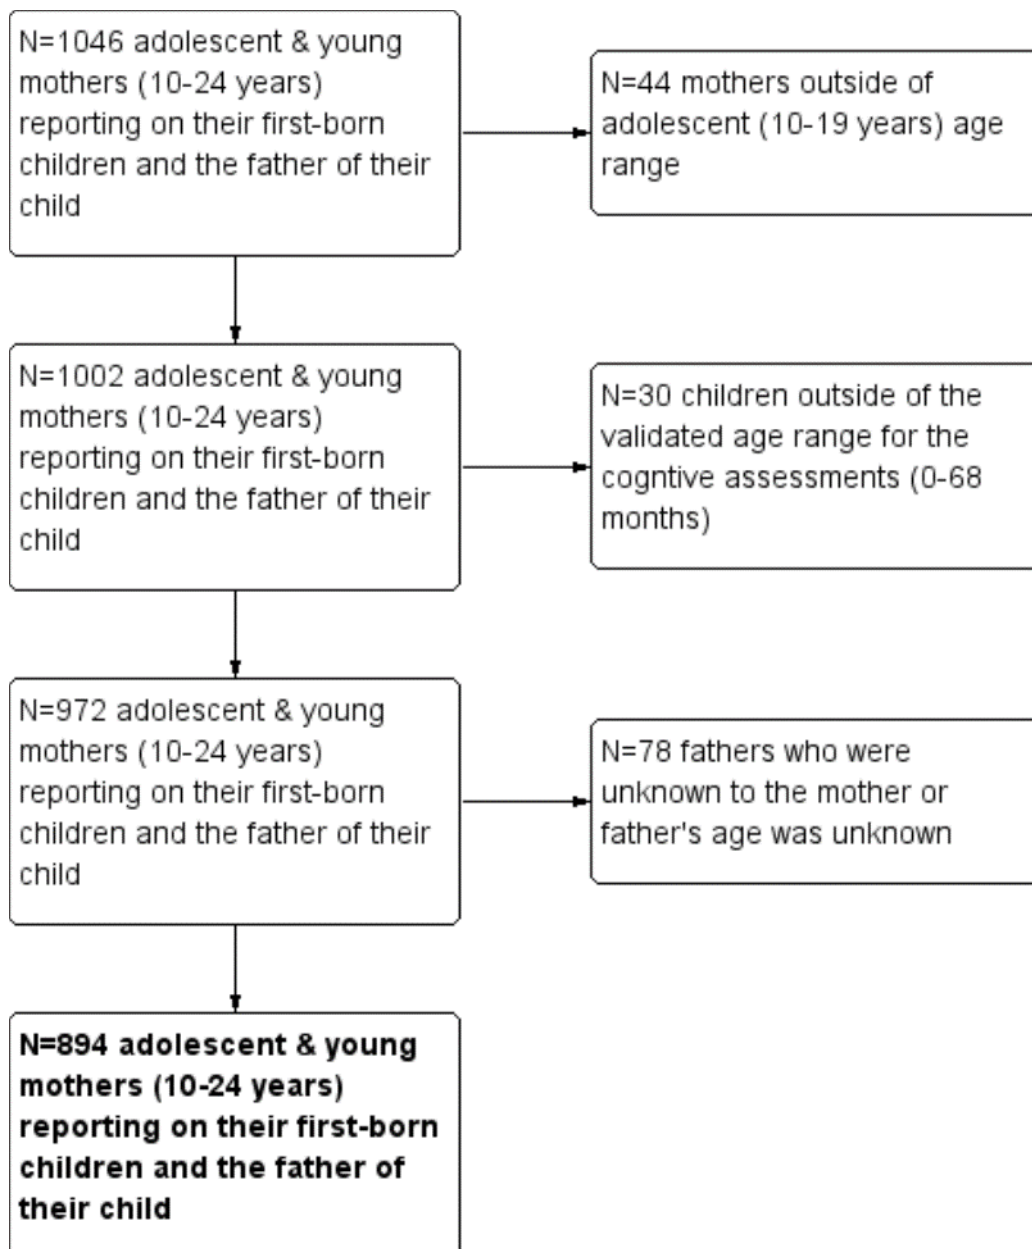 N=1046 adolescent & young
mothers (10-24 years)
reporting on their first-born
children and the father of their
child
N=44 mothers outside of
adolescent (10-19 years) age
range
N=1002 adolescent & young
mothers (10-24 years)
reporting on their first-born
children and the father of their
child
N=30 children outside of the
validated age range for the
cogntive assessments (0-68
months)
N=972 adolescent & young
mothers (10-24 years)
reporting on their first-born
children and the father of their
child
N=78 fathers who were
unknown to the mother or
father's age was unknown
N=894 adolescent & young
mothers (10-24 years)
reporting on their first-born
children and the father of
their child